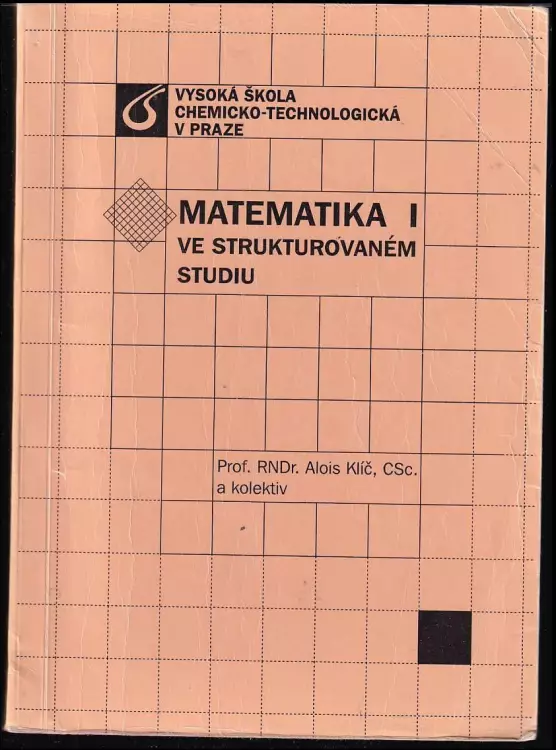 VYSOKÁ ŠKOLA
CHEMICKO-TECHNOLOGICKÁ
V PRAZE
MATEMATIKA I
VE STRUKTUROVANÉM
STUDIU
Prof. RNDr. Alois Klíč, CSc.
a kolektiv